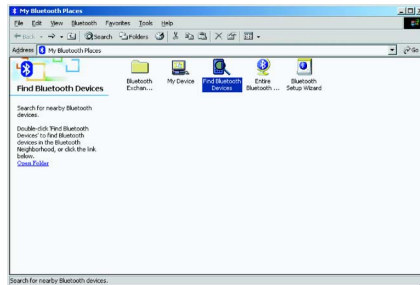 My Bluetooth Places
File Edit View Bluetooth Favorites Tools Help
Back Search Folders
Address My Bluetooth Places Go
Find Bluetooth Devices
Search for nearby Bluetooth
devices.
Double-click 'Find Bluetooth
Devices' to find Bluetooth
devices in the Bluetooth
Neighborhood, or click the link
below.
Open Folder
Bluetooth
Exchan...
My Device
Find Bluetooth
Devices
Entire
Bluetooth ...
Bluetooth
Setup Wizard
Search for nearby Bluetooth devices.